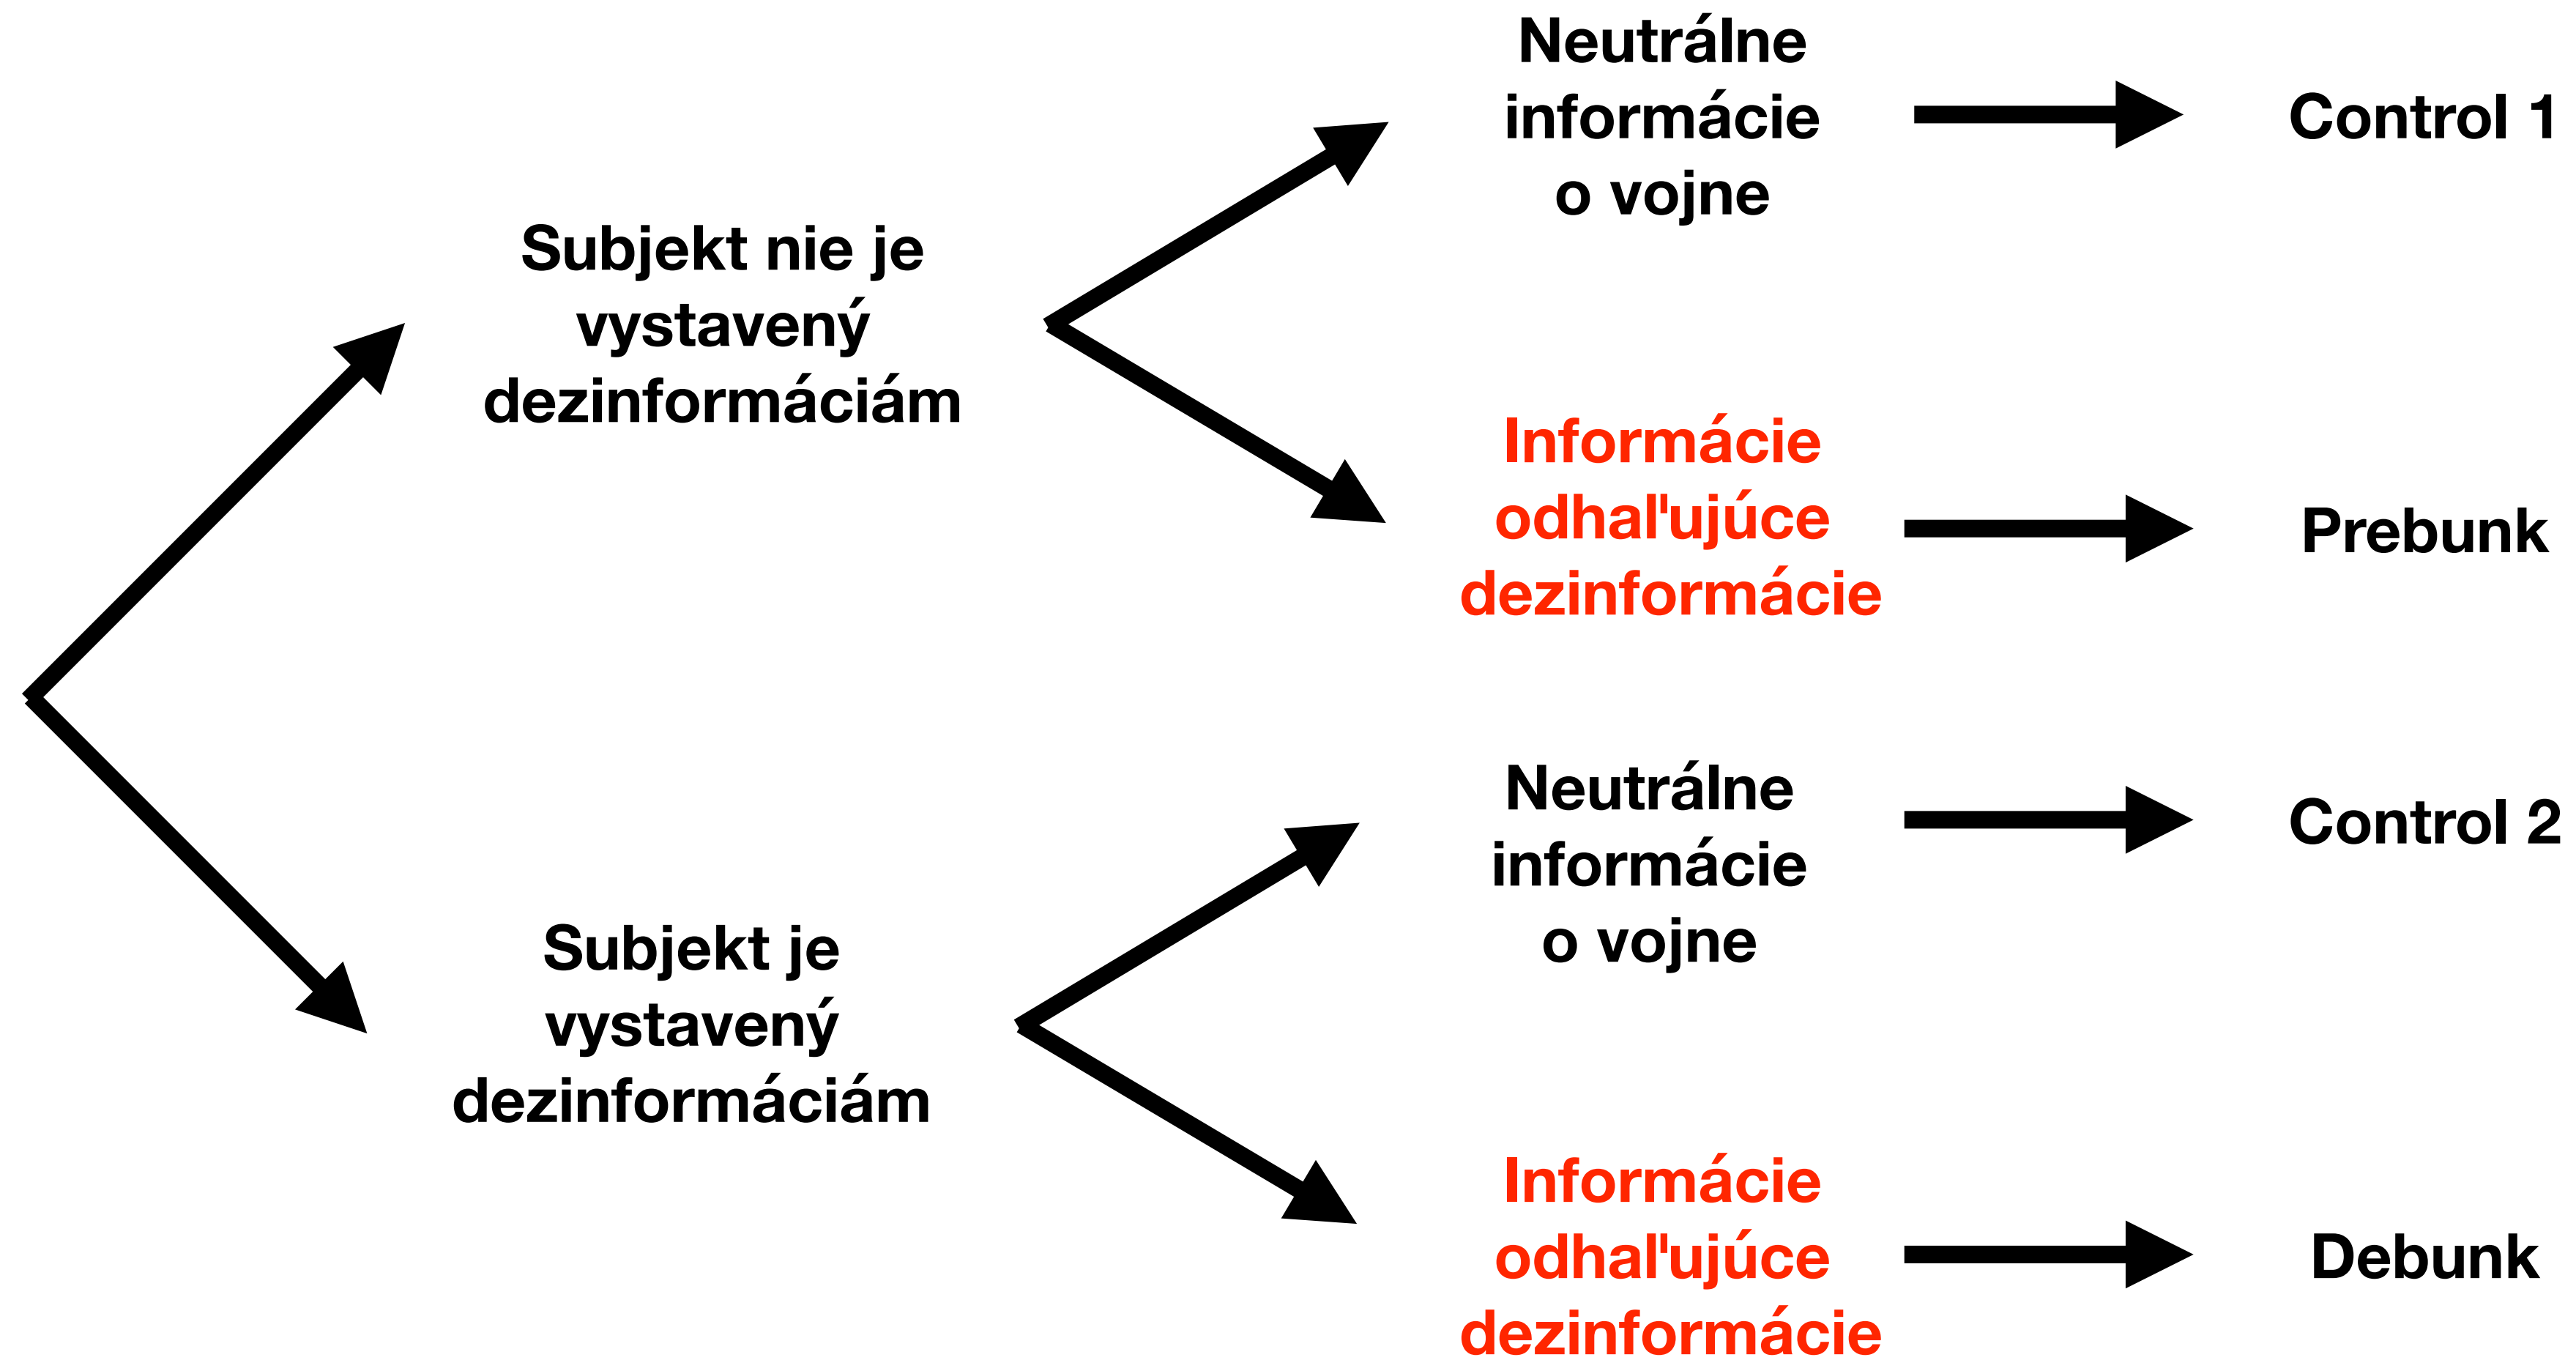 Neutrálne
informácie
o vojne
Control 1
Subjekt nie je
vystavený
dezinformáciám
Informácie
odhaľujúce
dezinformácie
Prebunk
Neutrálne
informácie
o vojne
Control 2
Subjekt je
vystavený
dezinformáciám
Informácie
odhaľujúce
dezinformácie
Debunk